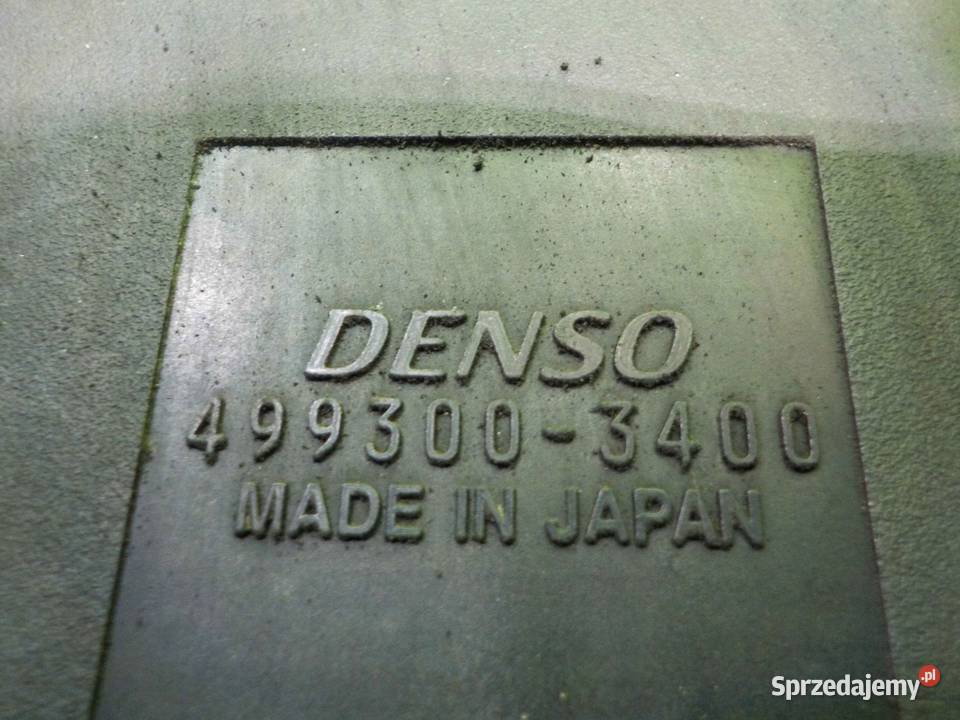 DENSO
499300-3400
MADE IN JAPAN
Sprzedajemy.pl